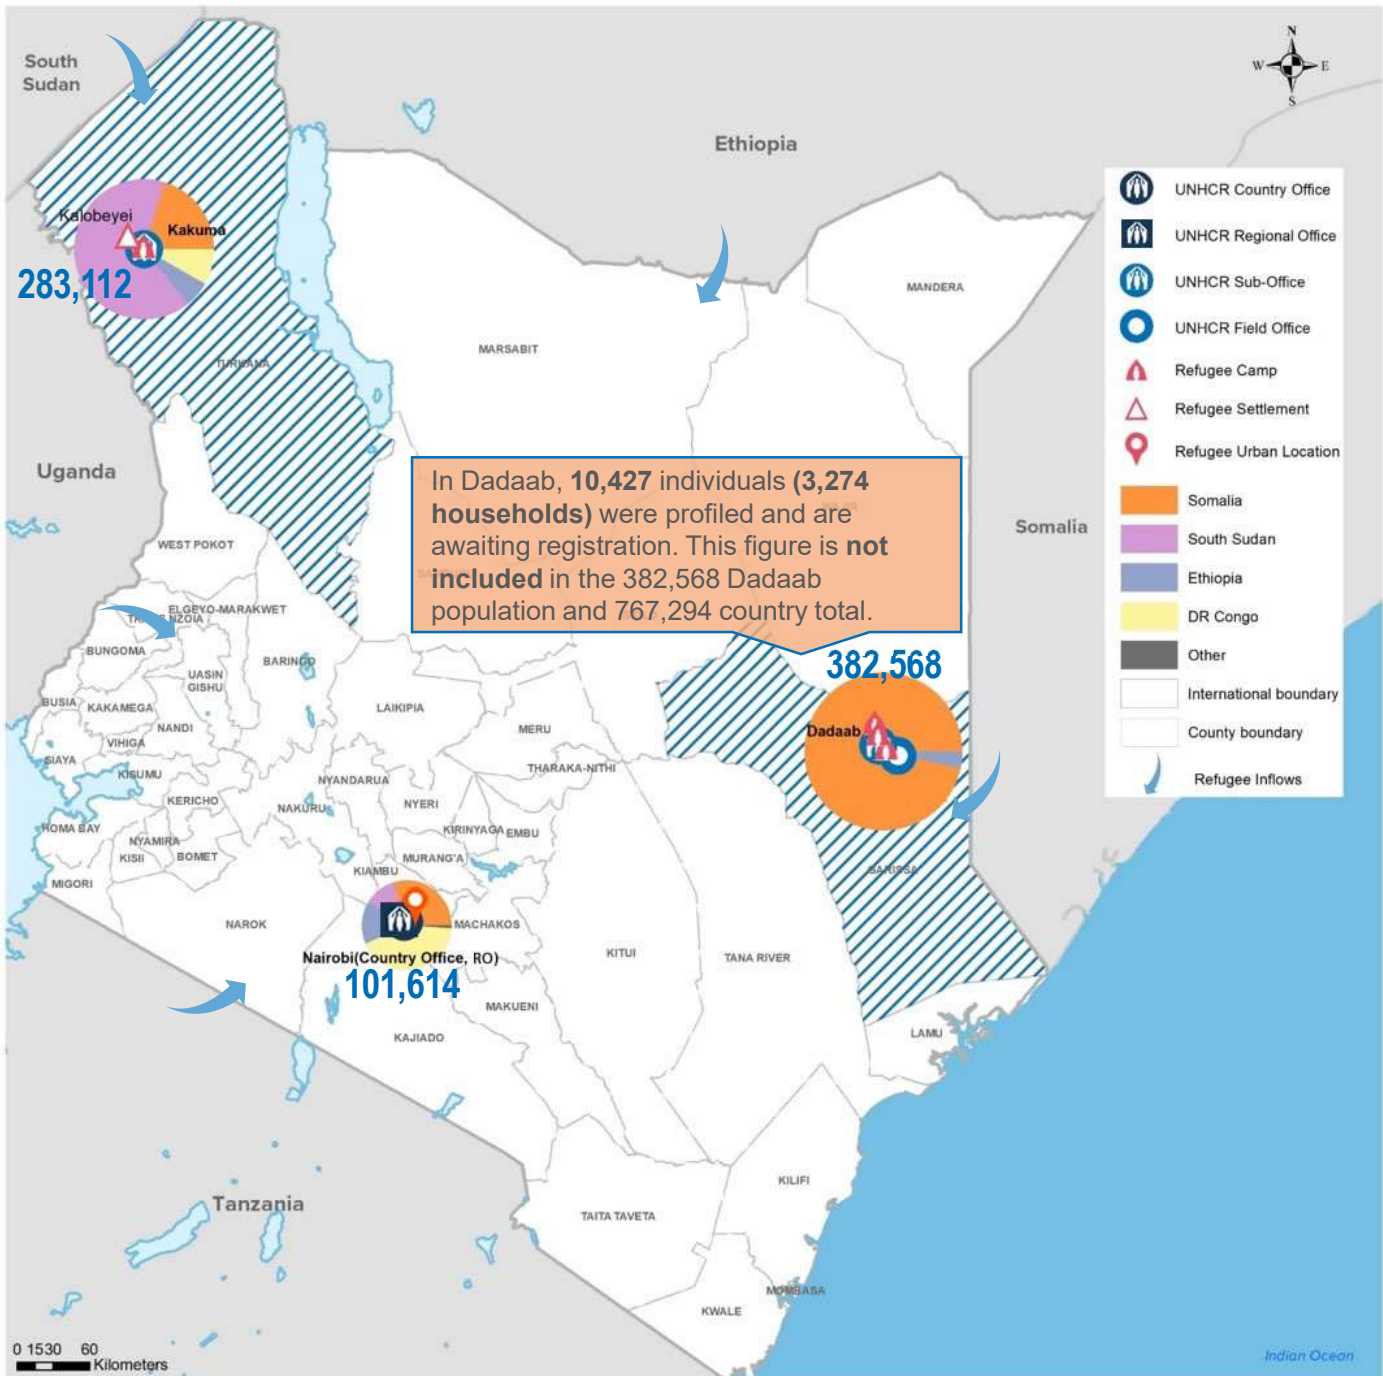 South
Sudan
N
W
E
S
Ethiopia
UNHCR Country Office
UNHCR Regional Office
UNHCR Sub-Office
UNHCR Field Office
Refugee Camp
Refugee Settlement
Refugee Urban Location
Somalia
South Sudan
Ethiopia
DR Congo
Other
International boundary
County boundary
Refugee Inflows
Kalobeyei
Kakuma
283,112
MANDERA
MARSABIT
TURKANA
Uganda
In Dadaab, 10,427 individuals (3,274
households) were profiled and are
awaiting registration. This figure is not
included in the 382,568 Dadaab
population and 767,294 country total.
Somalia
WEST POKOT
ELGEYO-MARAKWET
TRANS NZOIA
BUNGOMA
BARINGO
UASIN
GISHU
382,568
BUSIA
KAKAMEGA
LAIKIPIA
NANDI
MERU
Dadaab
VIHIGA
SIAYA
KISUMU
THARAKA-NITHI
NYANDARUA
KERICHO
NAKURU
NYERI
HOMA BAY
KIRINYAGA
EMBU
NYAMIRA
KISII
BOMET
MURANG'A
KIAMBU
GARISSA
MIGORI
NAROK
MACHAKOS
KITUI
TANA RIVER
Nairobi(Country Office, RO)
101,614
MAKUENI
KAJIADO
LAMU
Tanzania
KILIFI
TAITA TAVETA
MOMBASA
KWALE
0 1530 60
Kilometers
Indian Ocean